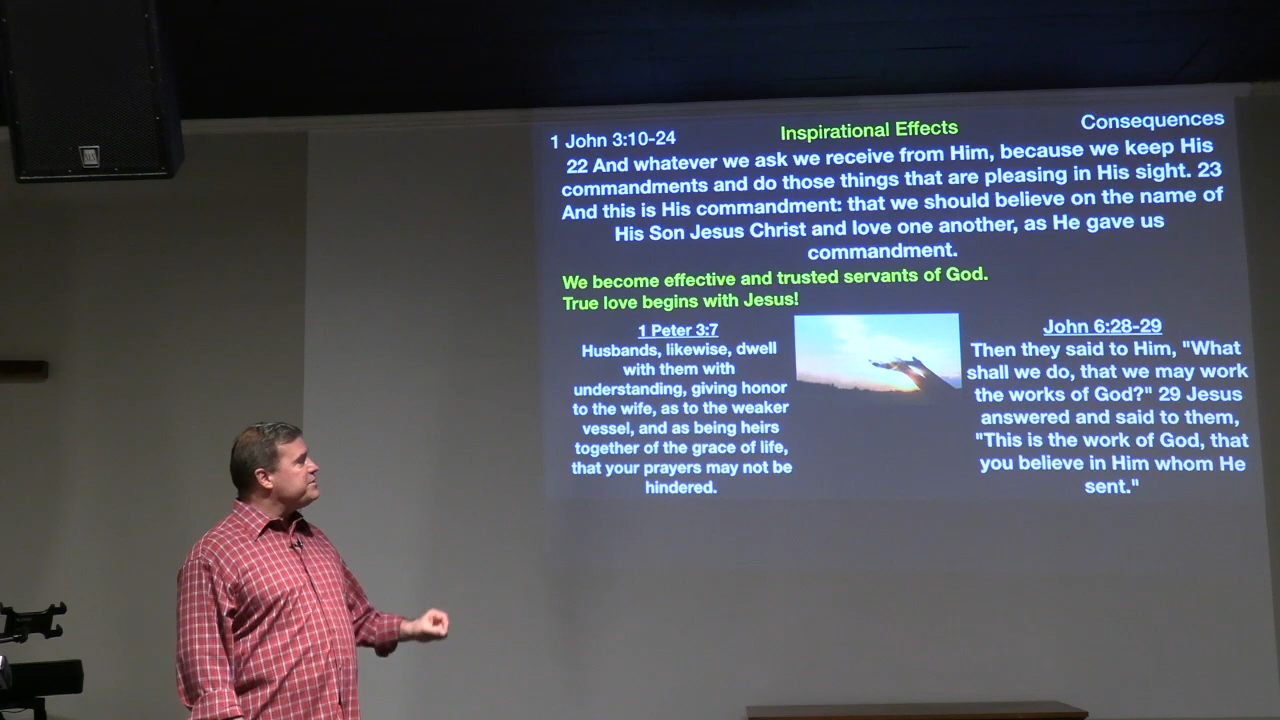 1 John 3:10-24
Inspirational Effects
Consequences
22 And whatever we ask we receive from Him, because we keep His
commandments and do those things that are pleasing in His sight. 23
And this is His commandment: that we should believe on the name of
His Son Jesus Christ and love one another, as He gave us
commandment.
We become effective and trusted servants of God.
True love begins with Jesus!
1 Peter 3:7
Husbands, likewise, dwell
with them with
understanding, giving honor
to the wife, as to the weaker
vessel, and as being heirs
together of the grace of life,
that your prayers may not be
hindered.
John 6:28-29
Then they said to Him, "What
shall we do, that we may work
the works of God?" 29 Jesus
answered and said to them,
"This is the work of God, that
you believe in Him whom He
sent."